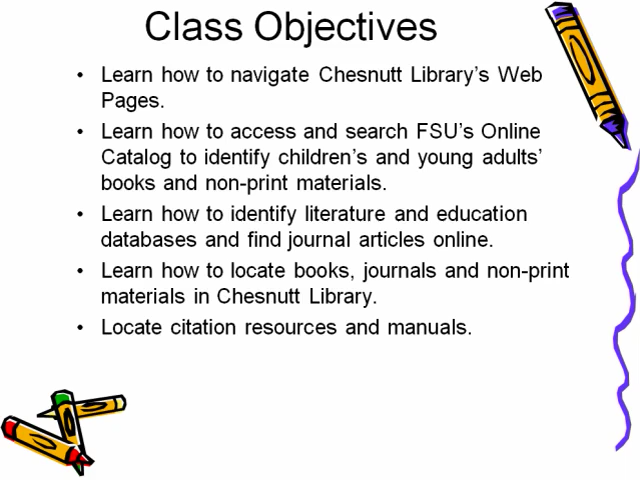 Class Objectives
• Learn how to navigate Chesnutt Library's Web
Pages.
• Learn how to access and search FSU's Online
Catalog to identify children's and young adults'
books and non-print materials.
• Learn how to identify literature and education
databases and find journal articles online.
• Learn how to locate books, journals and non-print
materials in Chesnutt Library.
• Locate citation resources and manuals.